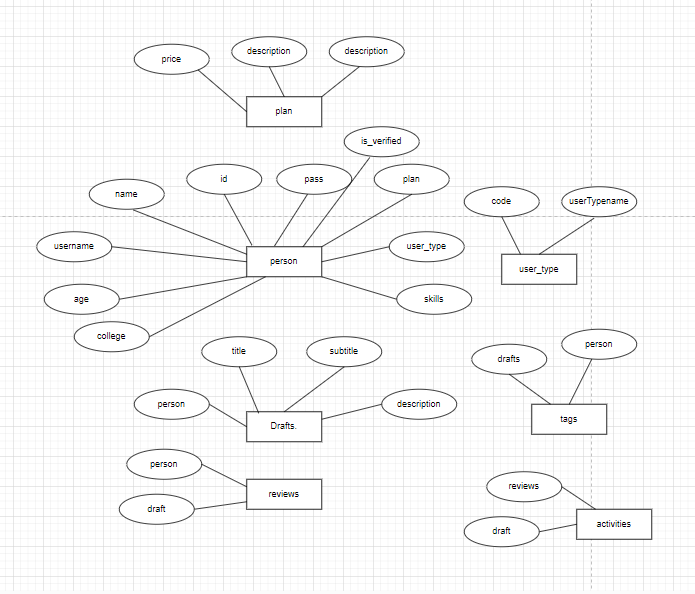 price
description
description
plan
is_verified
id
pass
plan
name
code
userTypename
username
user_type
person
user_type
age
skills
college
title
subtitle
drafts
person
person
description
Drafts.
tags
person
reviews
draft
reviews
draft
activities